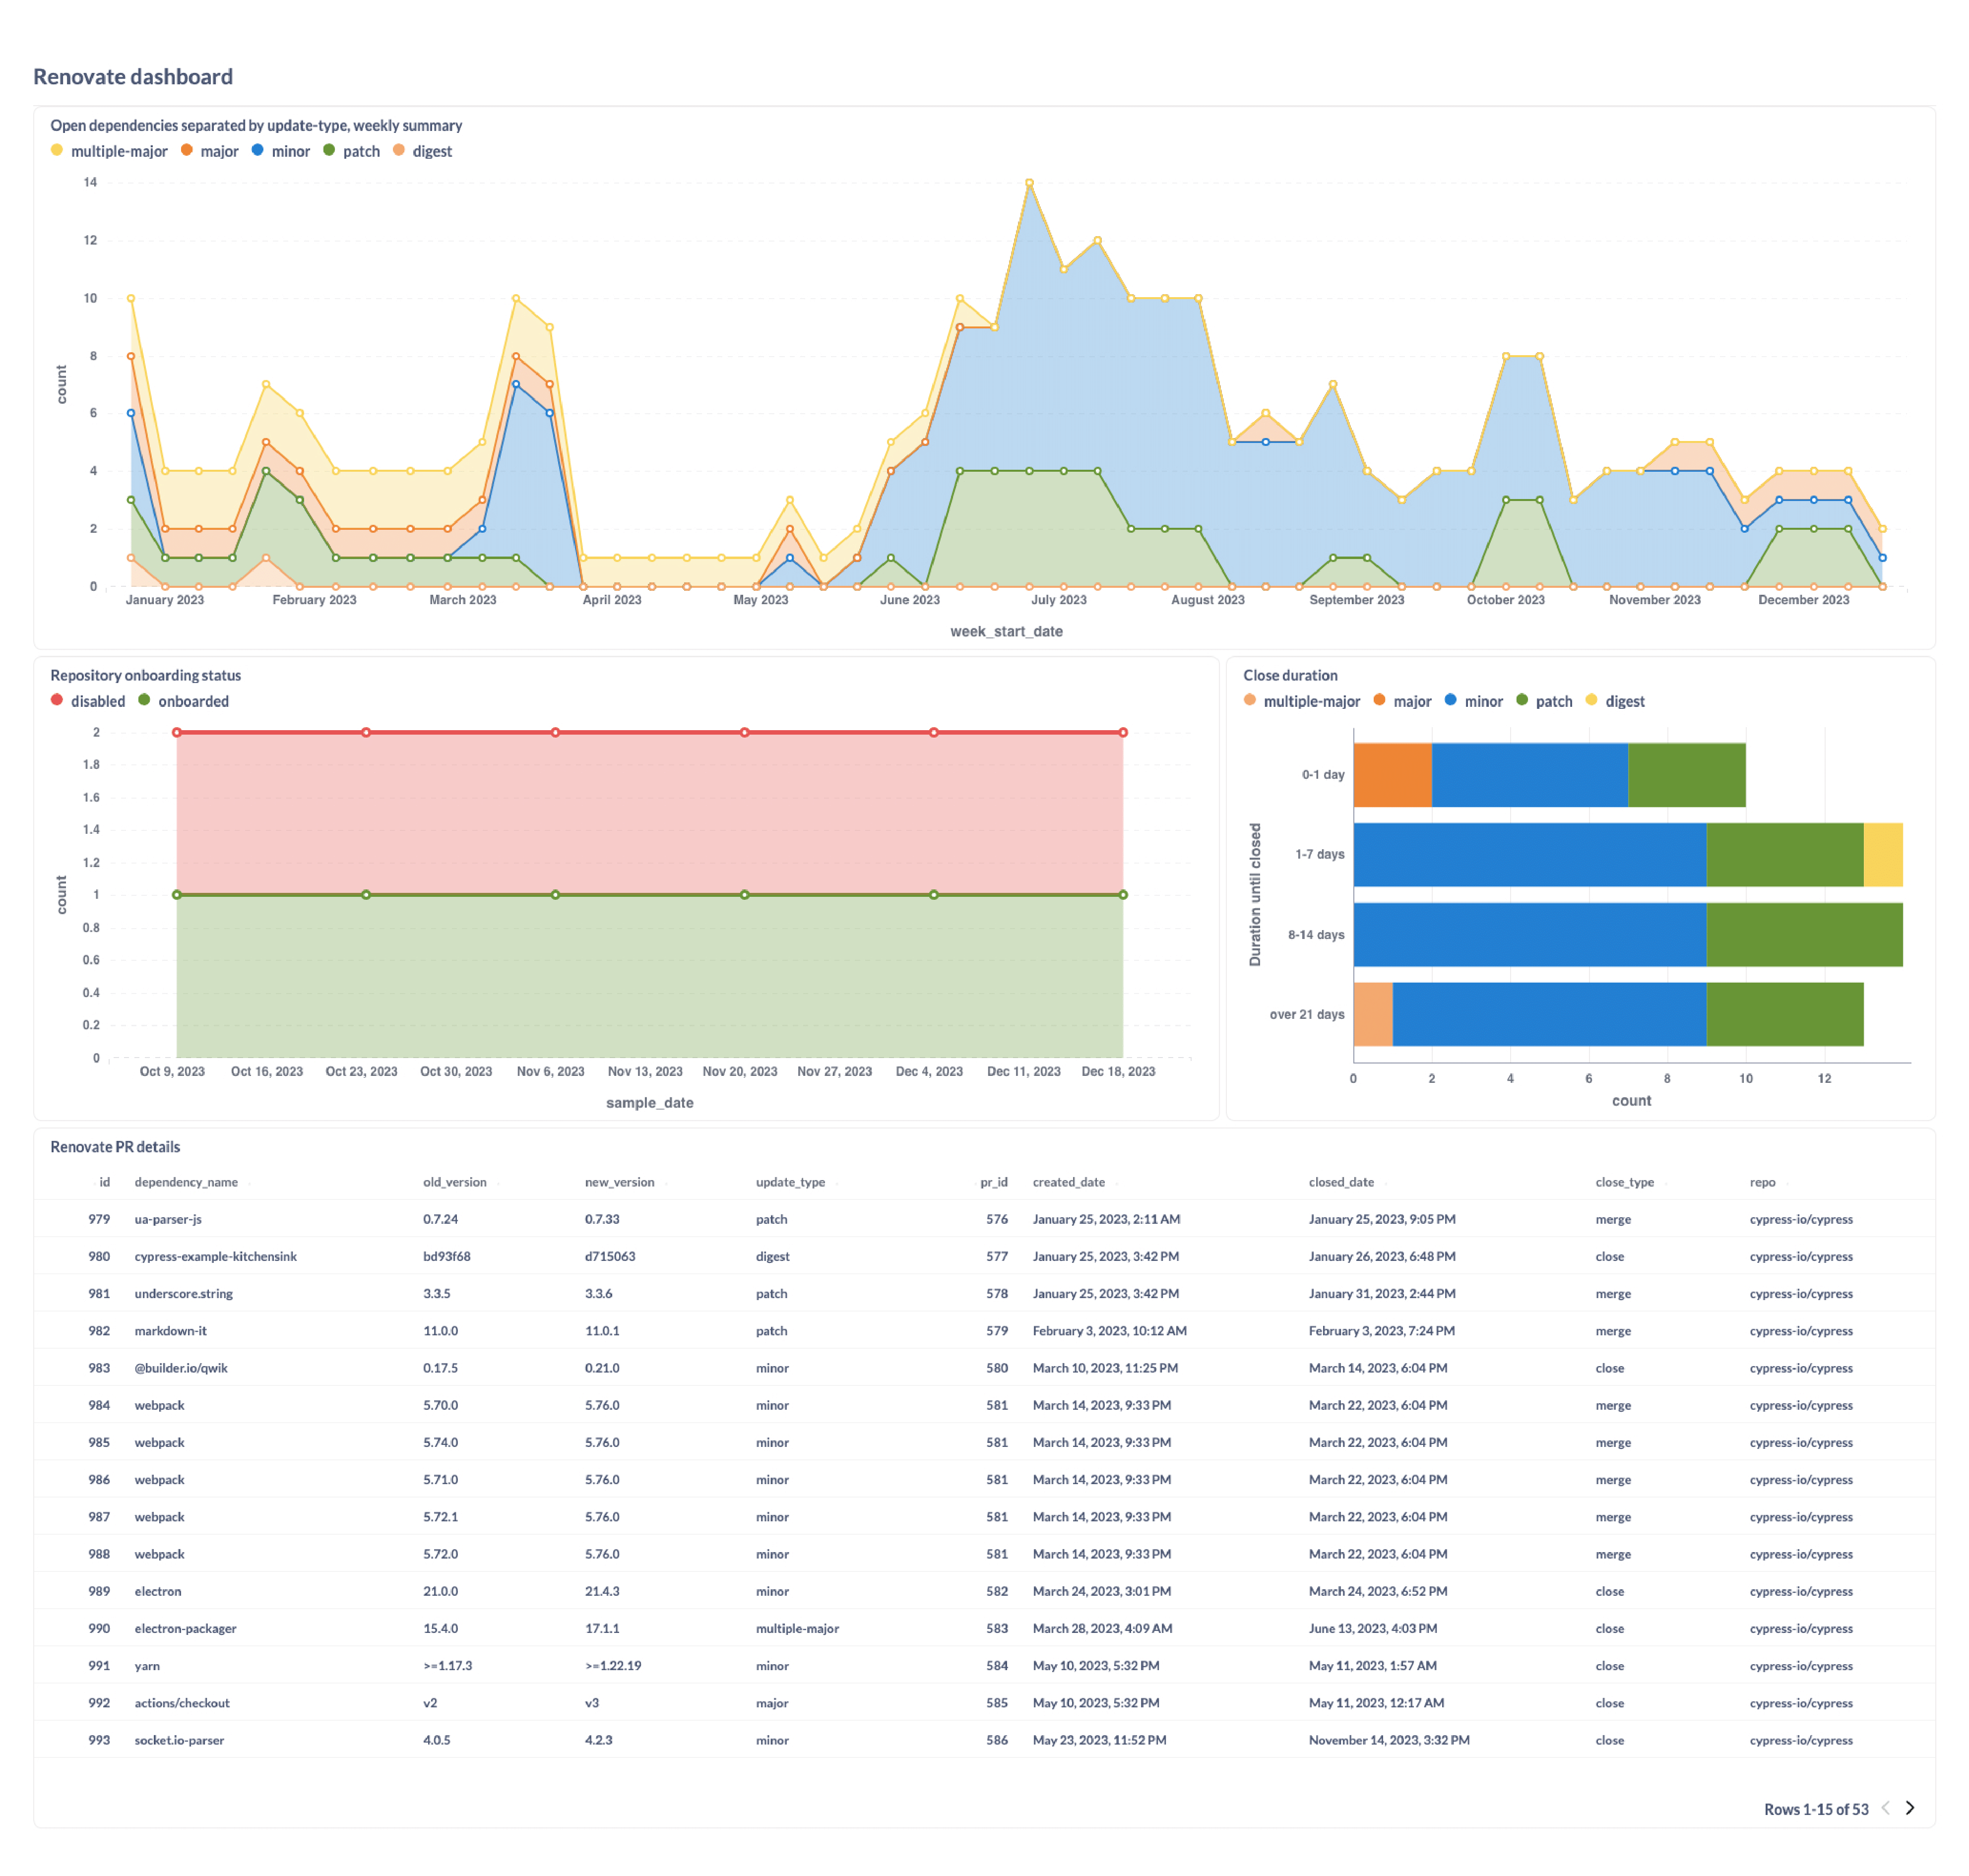 Renovate dashboard
Open dependencies separated by update-type, weekly summary
multiple-major major minor patch digest
14
12
10
8
6
4
2
0
count
January 2023 February 2023 March 2023 April 2023 May 2023 June 2023 July 2023 August 2023 September 2023 October 2023 November 2023 December 2023
week_start_date
Repository onboarding status
disabled onboarded
2
1.8
1.6
1.4
1.2
1
0.8
0.6
0.4
0.2
0
count
Oct 9, 2023 Oct 16, 2023 Oct 23, 2023 Oct 30, 2023 Nov 6, 2023 Nov 13, 2023 Nov 20, 2023 Nov 27, 2023 Dec 4, 2023 Dec 11, 2023 Dec 18, 2023
sample_date
Close duration
multiple-major major minor patch digest
Duration until closed
0-1 day
1-7 days
8-14 days
over 21 days
0 2 4 6 8 10 12
count
Renovate PR details
id dependency_name old_version new_version update_type pr_id created_date closed_date close_type repo
979 ua-parser-js 0.7.24 0.7.33 patch 576 January 25, 2023, 2:11 AM January 25, 2023, 9:05 PM merge cypress-io/cypress
980 cypress-example-kitchensink bd93f68 d715063 digest 577 January 25, 2023, 3:42 PM January 26, 2023, 6:48 PM close cypress-io/cypress
981 underscore.string 3.3.5 3.3.6 patch 578 January 25, 2023, 3:42 PM January 31, 2023, 2:44 PM merge cypress-io/cypress
982 markdown-it 11.0.0 11.0.1 patch 579 February 3, 2023, 10:12 AM February 3, 2023, 7:24 PM merge cypress-io/cypress
983 @builder.io/qwik 0.17.5 0.21.0 minor 580 March 10, 2023, 11:25 PM March 14, 2023, 6:04 PM close cypress-io/cypress
984 webpack 5.70.0 5.76.0 minor 581 March 14, 2023, 9:33 PM March 22, 2023, 6:04 PM merge cypress-io/cypress
985 webpack 5.74.0 5.76.0 minor 581 March 14, 2023, 9:33 PM March 22, 2023, 6:04 PM merge cypress-io/cypress
986 webpack 5.71.0 5.76.0 minor 581 March 14, 2023, 9:33 PM March 22, 2023, 6:04 PM merge cypress-io/cypress
987 webpack 5.72.1 5.76.0 minor 581 March 14, 2023, 9:33 PM March 22, 2023, 6:04 PM merge cypress-io/cypress
988 webpack 5.72.0 5.76.0 minor 581 March 14, 2023, 9:33 PM March 22, 2023, 6:04 PM merge cypress-io/cypress
989 electron 21.0.0 21.4.3 minor 582 March 24, 2023, 3:01 PM March 24, 2023, 6:52 PM close cypress-io/cypress
990 electron-packager 15.4.0 17.1.1 multiple-major 583 March 28, 2023, 4:09 AM June 13, 2023, 4:03 PM close cypress-io/cypress
991 yarn >=1.17.3 >=1.22.19 minor 584 May 10, 2023, 5:32 PM May 11, 2023, 1:57 AM close cypress-io/cypress
992 actions/checkout v2 v3 major 585 May 10, 2023, 5:32 PM May 11, 2023, 12:17 AM close cypress-io/cypress
993 socket.io-parser 4.0.5 4.2.3 minor 586 May 23, 2023, 11:52 PM November 14, 2023, 3:32 PM close cypress-io/cypress
Rows 1-15 of 53